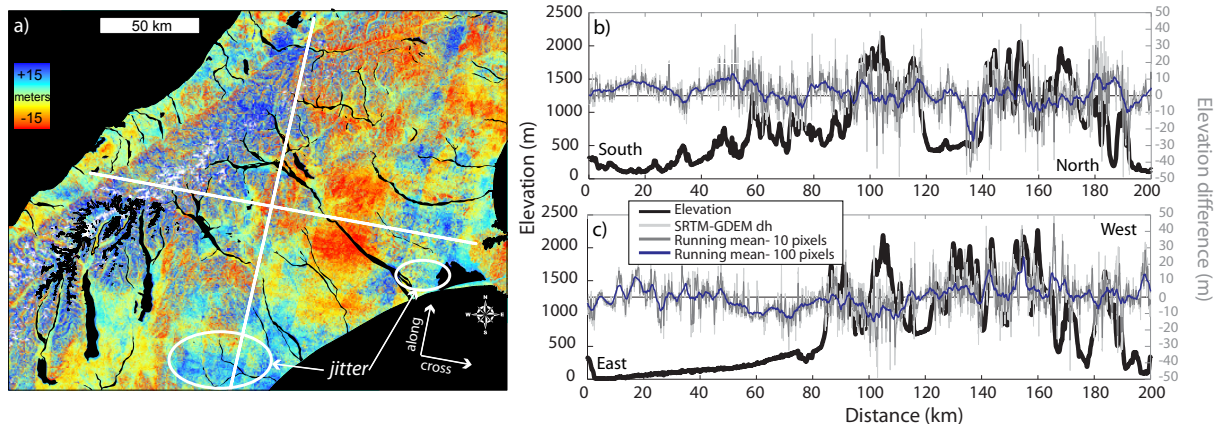 a)
50 km
+15
meters
-15
N
W
E
S
along
cross
jitter
b)
2500
2000
1500
1000
500
0
Elevation (m)
South
North
0 20 40 60 80 100 120 140 160 180 200
50
40
30
20
10
0
-10
-20
-30
-40
-50
Elevation difference (m)
c)
2500
2000
1500
1000
500
0
East
West
Elevation
SRTM-GDEM dh
Running mean- 10 pixels
Running mean- 100 pixels
50
40
30
20
10
0
-10
-20
-30
-40
-50
0 20 40 60 80 100 120 140 160 180 200
Distance (km)